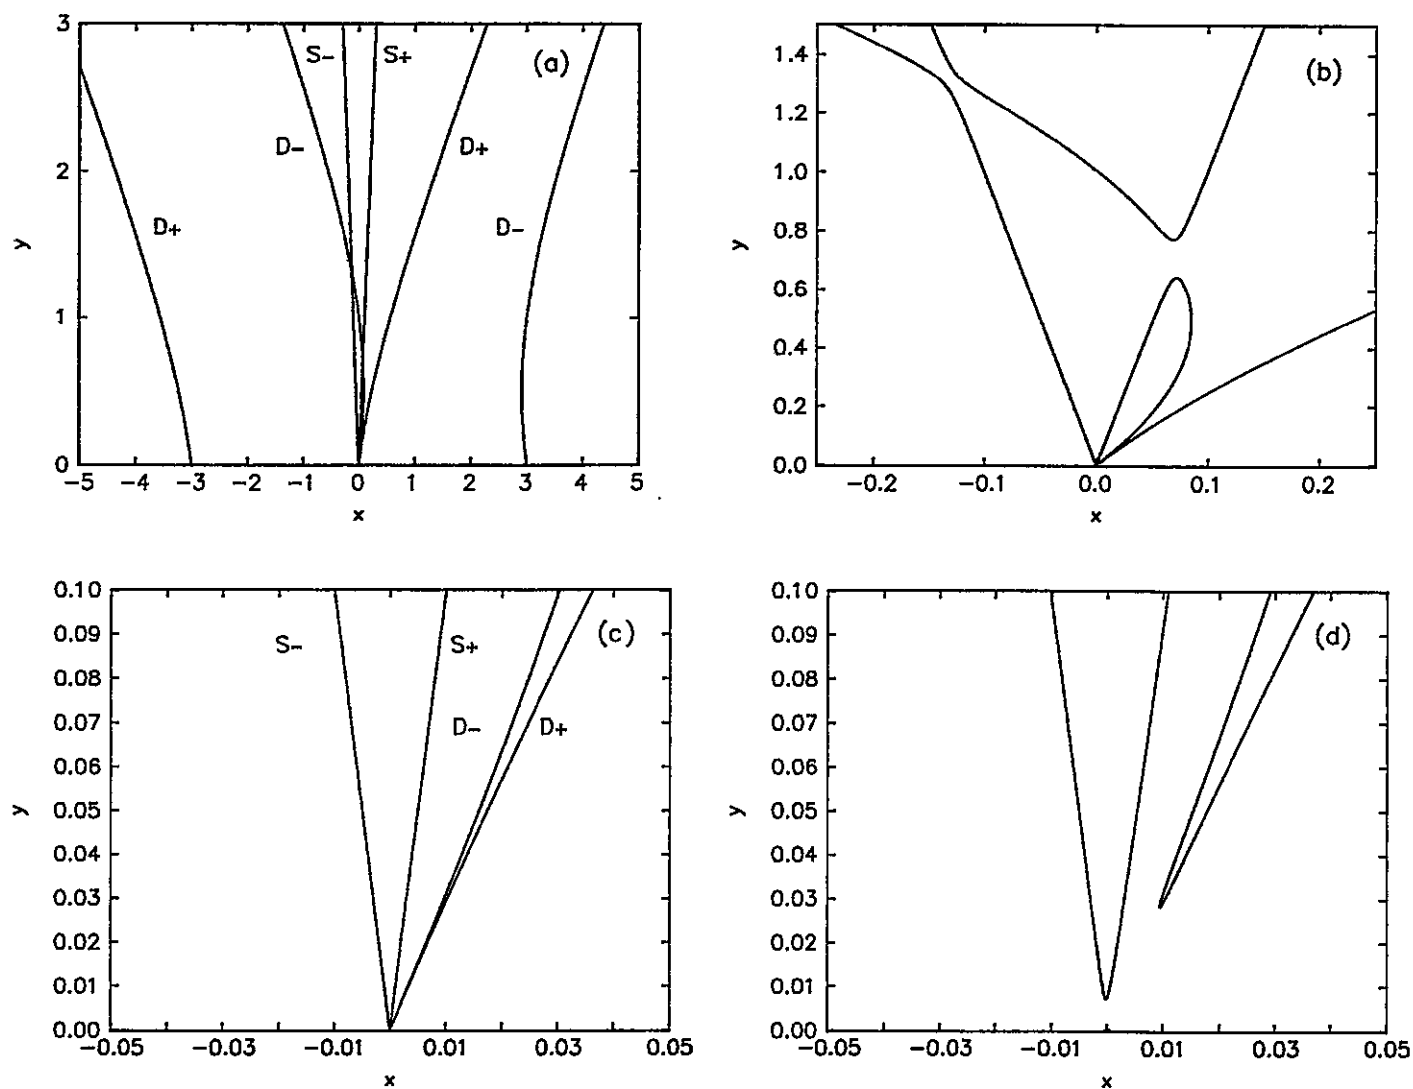 (a)
3
2
1
0
y
S-
S+
D-
D+
D+
D-
-5
-4
-3
-2
-1
0
1
2
3
4
5
x
(b)
1.4
1.2
1.0
0.8
0.6
0.4
0.2
0.0
y
-0.2
-0.1
0.0
0.1
0.2
x
(c)
0.10
0.09
0.08
0.07
0.06
0.05
0.04
0.03
0.02
0.01
0.00
y
S-
S+
D-
D+
-0.05
-0.03
-0.01
0.01
0.03
0.05
x
(d)
0.10
0.09
0.08
0.07
0.06
0.05
0.04
0.03
0.02
0.01
0.00
y
-0.05
-0.03
-0.01
0.01
0.03
0.05
x